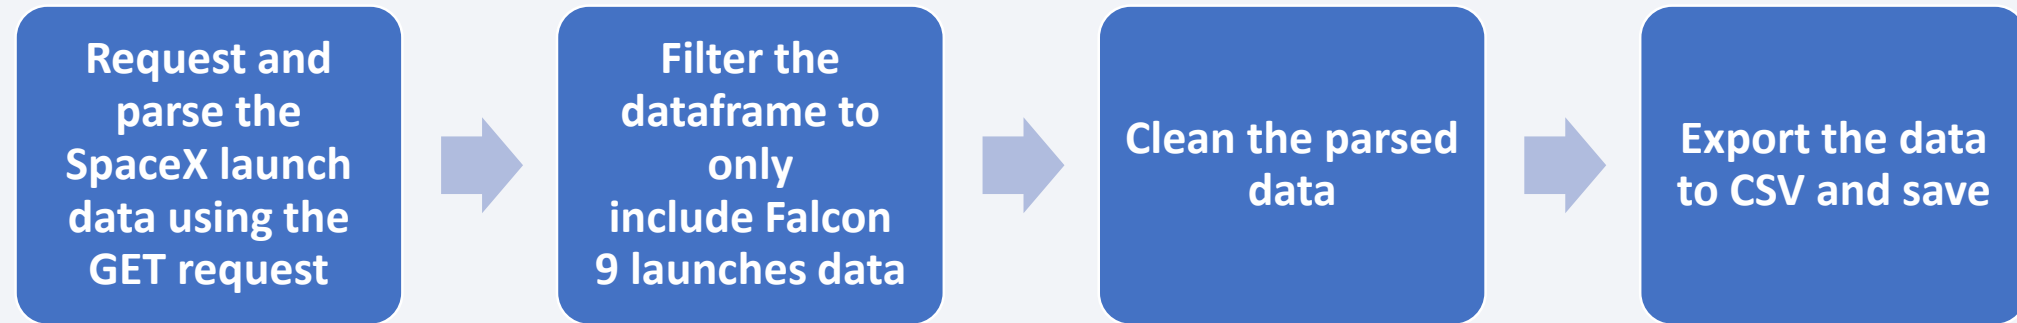 Request and
parse the
SpaceX launch
data using the
GET request
Filter the
dataframe to
only
include Falcon
9 launches data
Clean the parsed
data
Export the data
to CSV and save